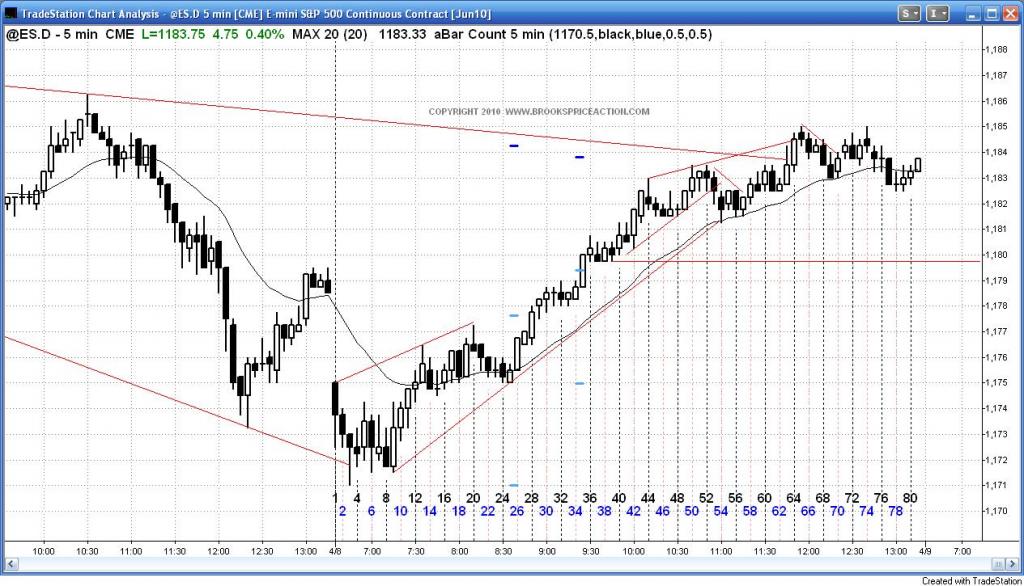 TradeStation Chart Analysis - @ES.D 5 min [CME] E-mini S&P 500 Continuous Contract [Jun10]
S I
@ES.D - 5 min CME L=1183.75 4.75 0.40% MAX 20 (20) 1183.33 aBar Count 5 min (1170.5,black,blue,0.5,0.5)
COPYRIGHT 2010 WWW.BROOKSPRICEACTION.COM
1,188
1,187
1,186
1,185
1,184
1,183
1,182
1,181
1,180
1,179
1,178
1,177
1,176
1,175
1,174
1,173
1,172
1,171
1,170
1 4 8 12 16 20 24 28 32 36 40 44 48 52 56 60 64 68 72 76 80
2 6 10 14 18 22 26 30 34 38 42 46 50 54 58 62 66 70 74 78
10:00 10:30 11:00 11:30 12:00 12:30 13:00 4/8 7:00 7:30 8:00 8:30 9:00 9:30 10:00 10:30 11:00 11:30 12:00 12:30 13:00 4/9 7:00
Created with TradeStation